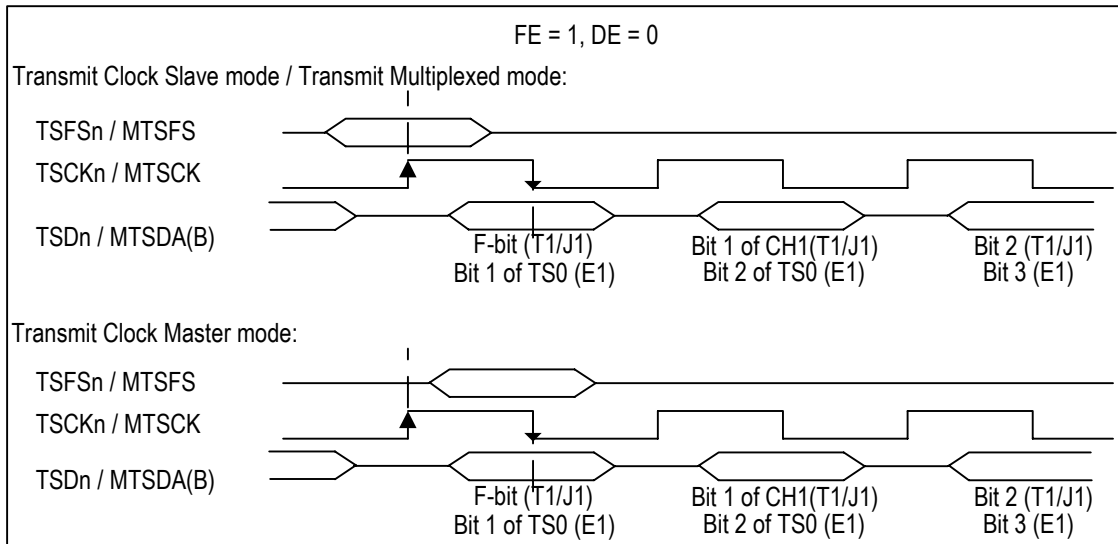 FE = 1, DE = 0
Transmit Clock Slave mode / Transmit Multiplexed mode:
TSFSn / MTSFS
TSCKn / MTSCK
TSDn / MTSDA(B)
F-bit (T1/J1)
Bit 1 of TS0 (E1)
Bit 1 of CH1(T1/J1)
Bit 2 of TS0 (E1)
Bit 2 (T1/J1)
Bit 3 (E1)
Transmit Clock Master mode:
TSFSn / MTSFS
TSCKn / MTSCK
TSDn / MTSDA(B)
F-bit (T1/J1)
Bit 1 of TS0 (E1)
Bit 1 of CH1(T1/J1)
Bit 2 of TS0 (E1)
Bit 2 (T1/J1)
Bit 3 (E1)